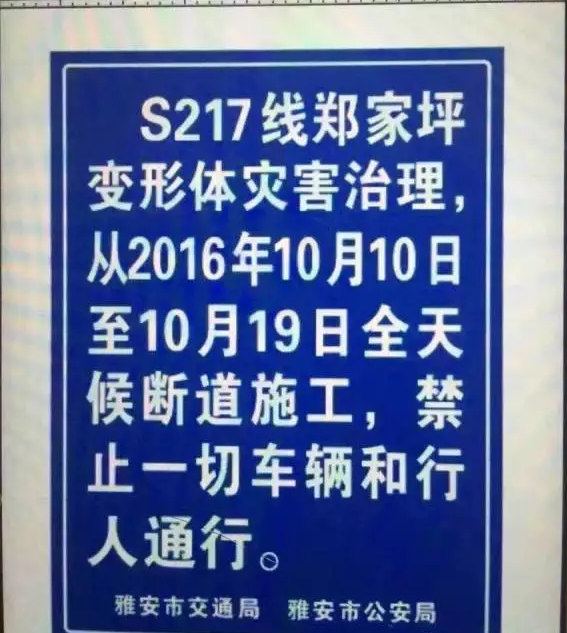 S217线郑家坪
变形体灾害治理，
从2016年10月10日
至10月19日全天
候断道施工，禁
止一切车辆和行
人通行。
雅安市交通局 雅安市公安局